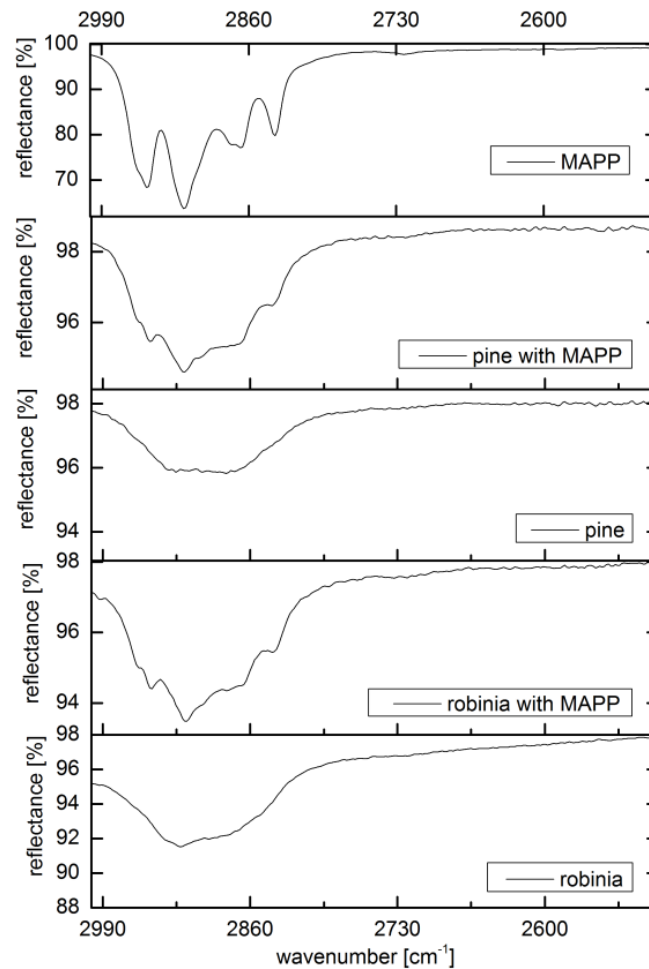 2990 2860 2730 2600
reflectance [%]
100
90
80
70
MAPP
reflectance [%]
98
96
pine with MAPP
reflectance [%]
98
96
94
pine
reflectance [%]
98
96
94
robinia with MAPP
reflectance [%]
98
96
94
92
90
88
robinia
2990 2860 2730 2600
wavenumber [cm⁻¹]